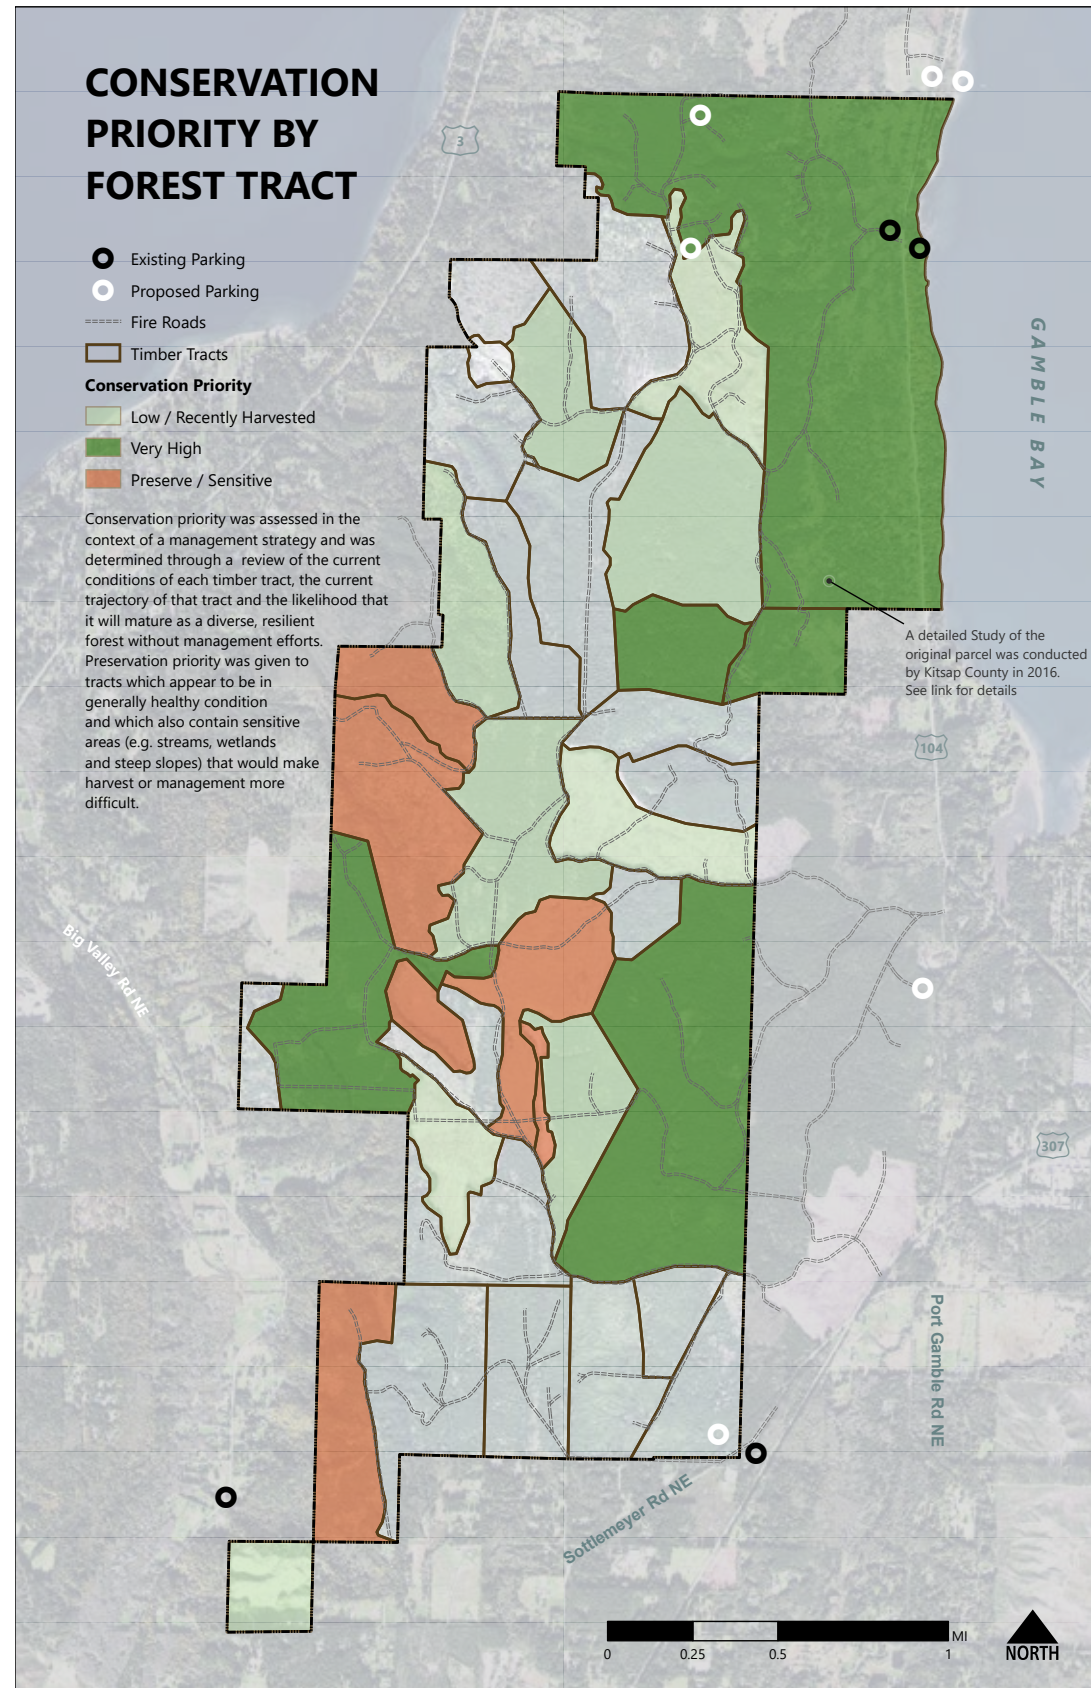 CONSERVATION
PRIORITY BY
FOREST TRACT
Existing Parking
Proposed Parking
Fire Roads
Timber Tracts
Conservation Priority
Low / Recently Harvested
Very High
Preserve / Sensitive
Conservation priority was assessed in the
context of a management strategy and was
determined through a review of the current
conditions of each timber tract, the current
trajectory of that tract and the likelihood that
it will mature as a diverse, resilient
forest without management efforts.
Preservation priority was given to
tracts which appear to be in
generally healthy condition
and which also contain sensitive
areas (e.g. streams, wetlands
and steep slopes) that would make
harvest or management more
difficult.
3
GAMBLE BAY
A detailed Study of the
original parcel was conducted
by Kitsap County in 2016.
See link for details
104
Big Valley Rd NE
307
Port Gamble Rd NE
Sottlemeyer Rd NE
MI
0 0.25 0.5 1
NORTH